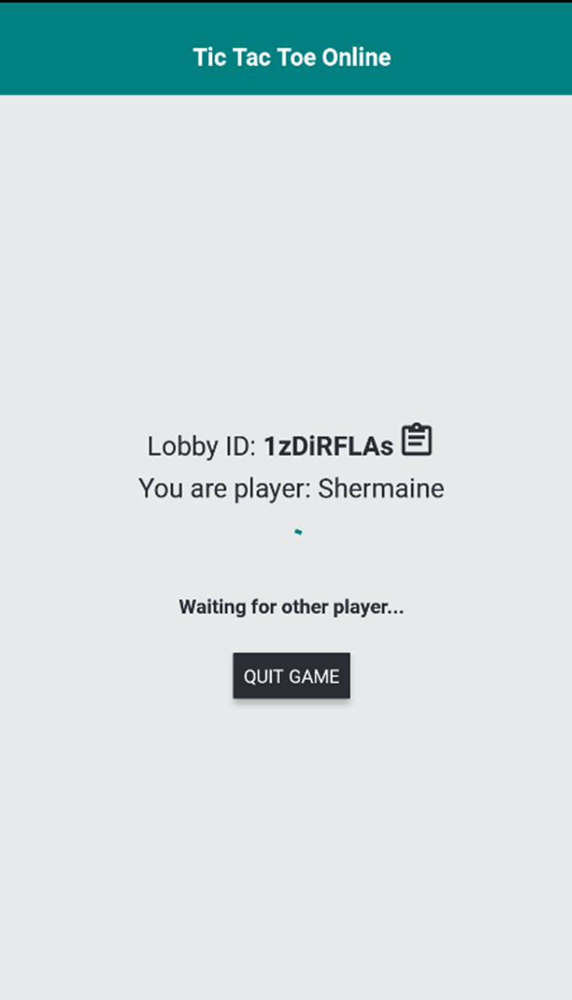 Tic Tac Toe Online
Lobby ID: 1zDiRFLAs
You are player: Shermaine
Waiting for other player...
QUIT GAME